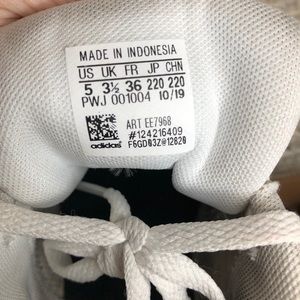 MADE IN INDONESIA
US UK FR JP CHN
5 3½ 36 220 220
PWJ 001004 10/19
ART EE7968
#124216409
adidas F6GD03Z@12820